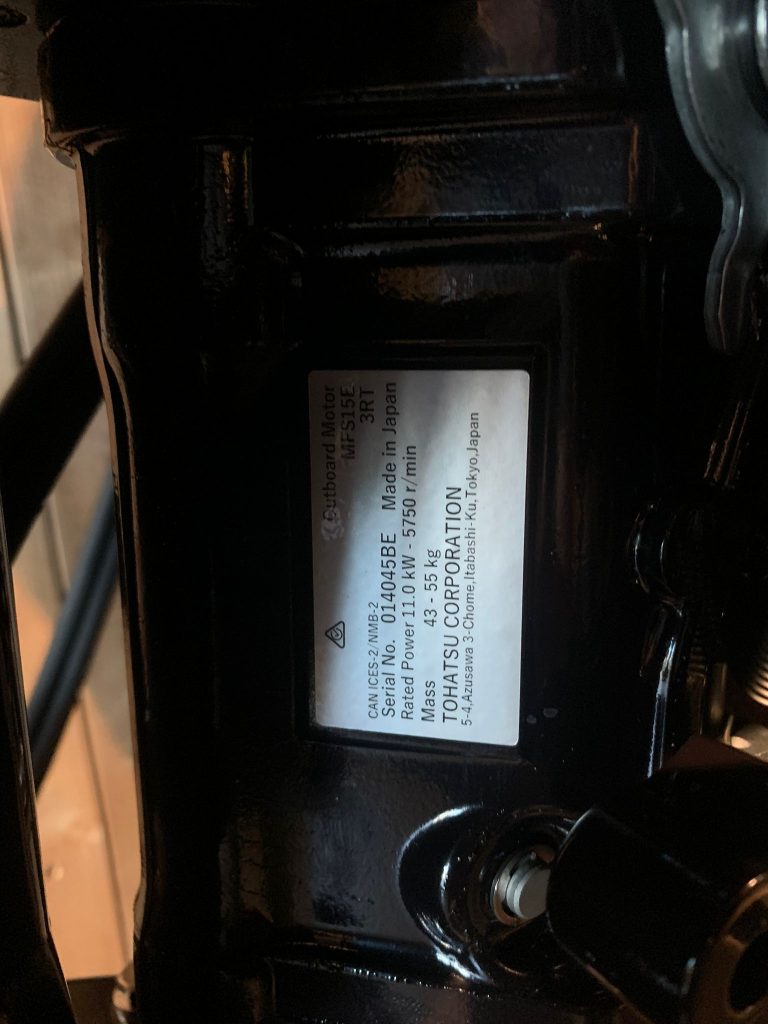 Outboard Motor
MFS15E
3RT
CAN ICES-2/NMB-2
Serial No. 014045BE Made in Japan
Rated Power 11.0 kW - 5750 r/min
Mass 43 - 55 kg
TOHATSU CORPORATION
5-4,Azusawa 3-Chome,Itabashi-Ku,Tokyo,Japan